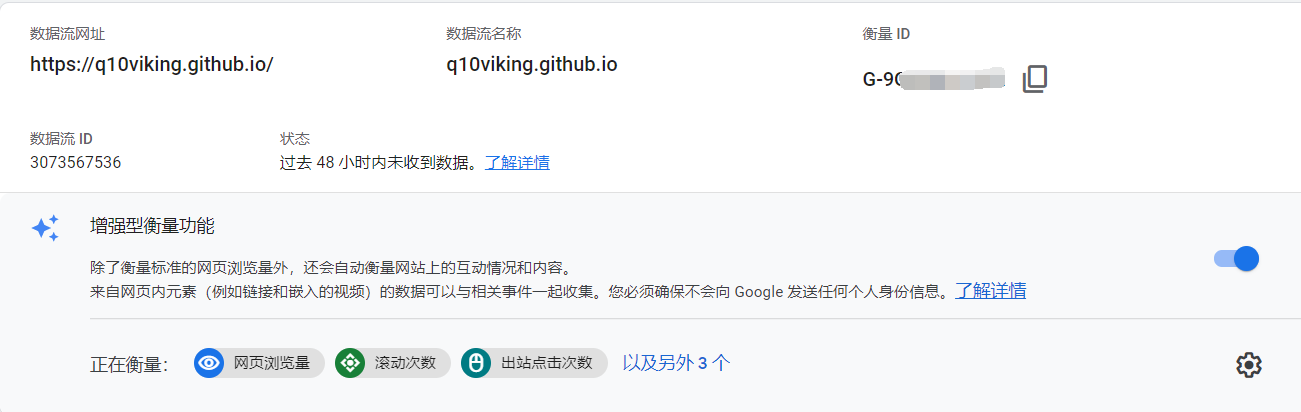 数据流网址
数据流名称
衡量 ID
https://q10viking.github.io/
q10viking.github.io
G-9
数据流 ID
状态
3073567536
过去 48 小时内未收到数据。了解详情
增强型衡量功能
除了衡量标准的网页浏览量外，还会自动衡量网站上的互动情况和内容。
来自网页内元素（例如链接和嵌入的视频）的数据可以与相关事件一起收集。您必须确保不会向 Google 发送任何个人身份信息。了解详情
正在衡量： 网页浏览量 滚动次数 出站点击次数 以及另外 3 个